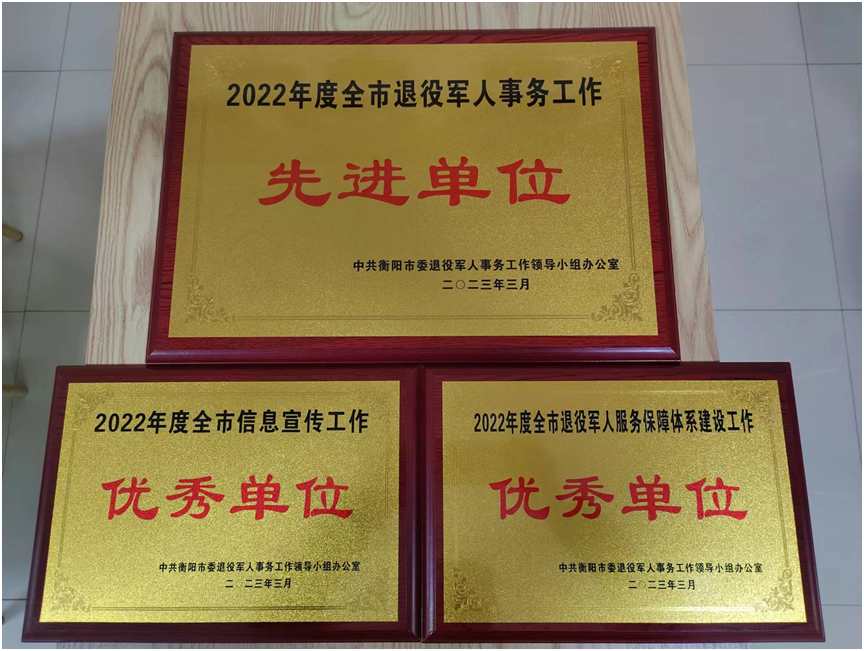 2022年度全市退役军人事务工作
先进单位
中共衡阳市委退役军人事务工作领导小组办公室
二〇二三年三月
2022年度全市信息宣传工作
优秀单位
中共衡阳市委退役军人事务工作领导小组办公室
二〇二三年三月
2022年度全市退役军人服务保障体系建设工作
优秀单位
中共衡阳市委退役军人事务工作领导小组办公室
二〇二三年三月